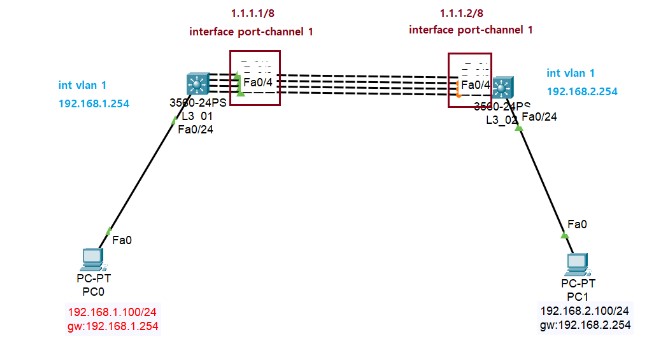 1.1.1.1/8
interface port-channel 1
1.1.1.2/8
interface port-channel 1
int vlan 1
192.168.1.254
Fa0/4
3560-24PS
L3_01
Fa0/24
Fa0/4
3560-24PS
L3_02
Fa0/24
int vlan 1
192.168.2.254
Fa0
PC-PT
PC0
192.168.1.100/24
gw:192.168.1.254
Fa0
PC-PT
PC1
192.168.2.100/24
gw:192.168.2.254